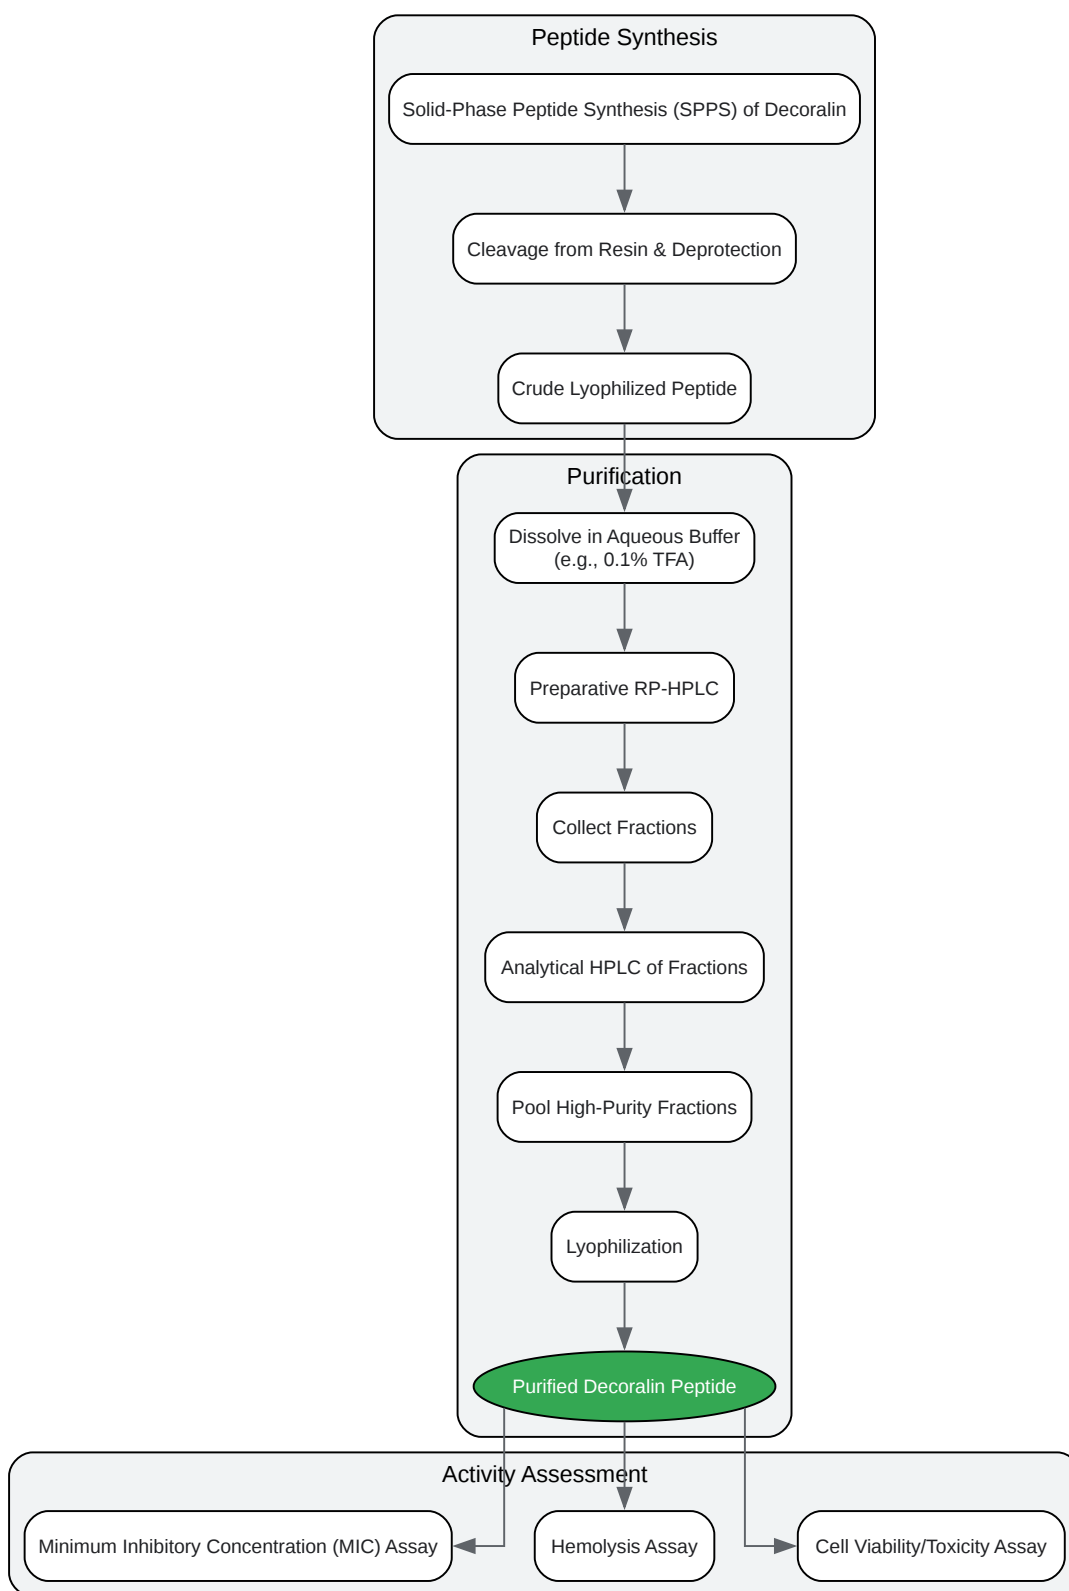 Peptide Synthesis
Solid-Phase Peptide Synthesis (SPPS) of Decoralin
Cleavage from Resin & Deprotection
Crude Lyophilized Peptide
Purification
Dissolve in Aqueous Buffer
(e.g., 0.1% TFA)
Preparative RP-HPLC
Collect Fractions
Analytical HPLC of Fractions
Pool High-Purity Fractions
Lyophilization
Purified Decoralin Peptide
Activity Assessment
Minimum Inhibitory Concentration (MIC) Assay
Hemolysis Assay
Cell Viability/Toxicity Assay